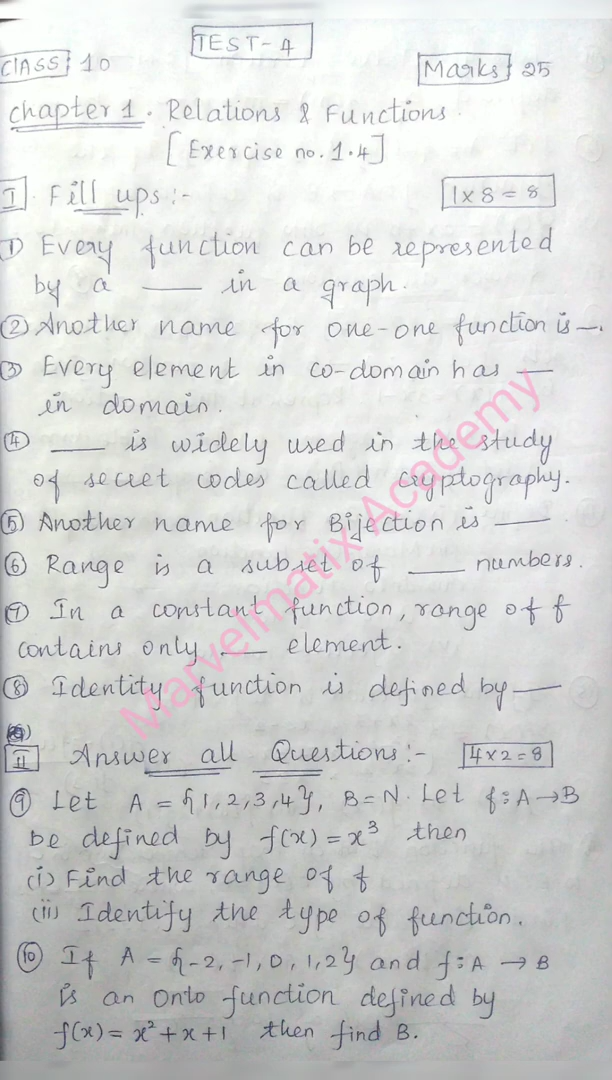 TEST-4
CLASS: 10
Marks: 25
Chapter 1. Relations & Functions.
[Exercise no. 1.4]
I Fill ups:-
1 x 8 = 8
① Every function can be represented
by a ___ in a graph.
② Another name for one-one function is —.
③ Every element in co-domain has —
in domain.
④ ___ is widely used in the study
of secret codes called cryptography.
⑤ Another name for Bijection is ___
⑥ Range is a subset of ___ numbers.
⑦ In a constant function, range of f
contains only ___ element.
⑧ Identity function is defined by —
II Answer all Questions:-
4 x 2 = 8
⑨ Let A = {1, 2, 3, 4}, B = N. Let f: A → B
be defined by f(x) = x³ then
(i) Find the range of f
(ii) Identify the type of function.
⑩ If A = {-2, -1, 0, 1, 2} and f: A → B
is an onto function defined by
f(x) = x² + x + 1 then find B.
Marvelmatix Academy